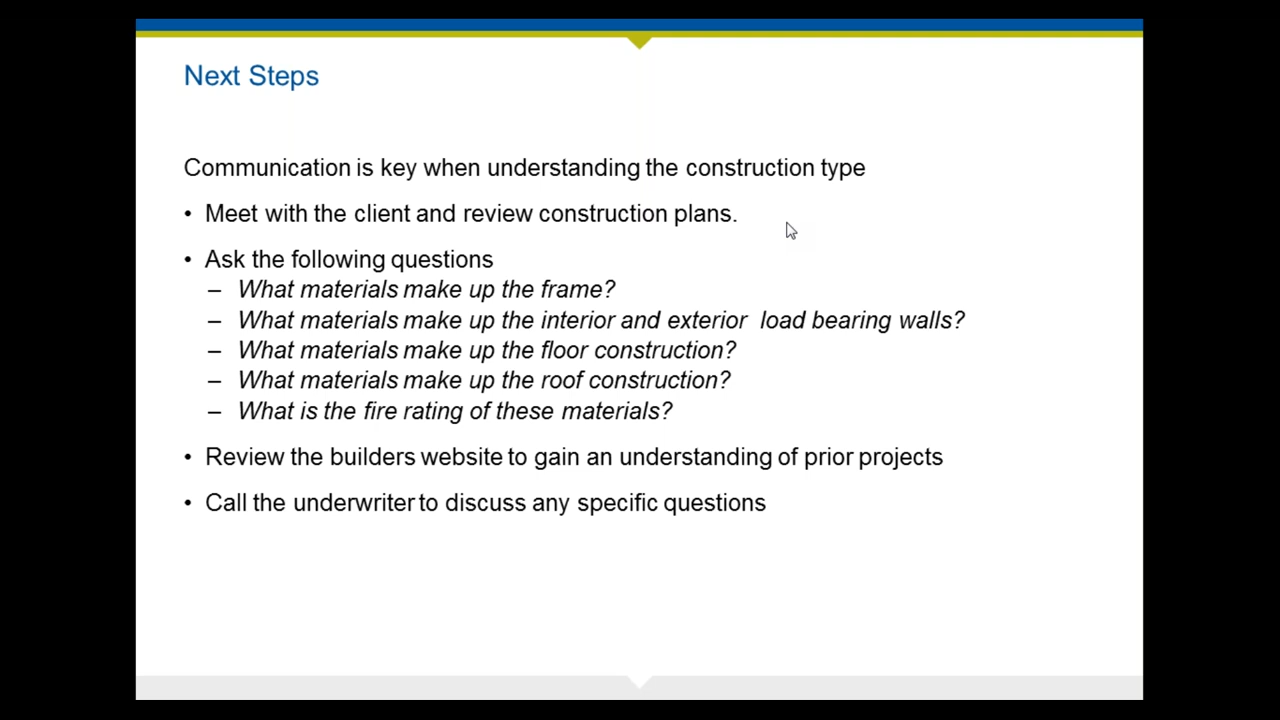 Next Steps
Communication is key when understanding the construction type
• Meet with the client and review construction plans.
• Ask the following questions
– What materials make up the frame?
– What materials make up the interior and exterior  load bearing walls?
– What materials make up the floor construction?
– What materials make up the roof construction?
– What is the fire rating of these materials?
• Review the builders website to gain an understanding of prior projects
• Call the underwriter to discuss any specific questions